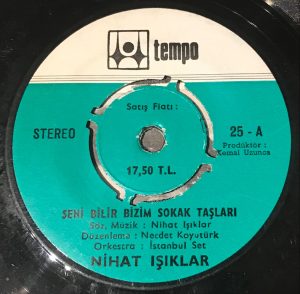 tempo
Satış Fiatı :
STEREO
25 - A
Prodüktör :
Kemal Uzunca
17,50 T.L.
SENİ BİLİR BİZİM SOKAK TAŞLARI
Söz, Müzik : Nihat Işıklar
Düzenleme : Necdet Koyutürk
Orkestra : İstanbul Set
NİHAT IŞIKLAR